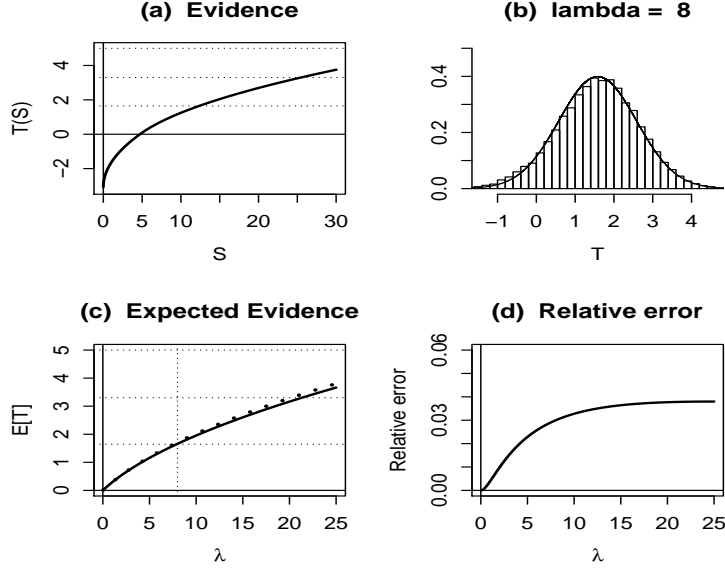 (a) Evidence
T(S)
4
2
0
−2
0 5 10 20 30
S
(b) lambda = 8
0.4
0.2
0.0
−1 0 1 2 3 4
T
(c) Expected Evidence
E[T]
5
4
3
2
1
0
0 5 10 15 20 25
λ
(d) Relative error
Relative error
0.06
0.03
0.00
0 5 10 15 20 25
λ